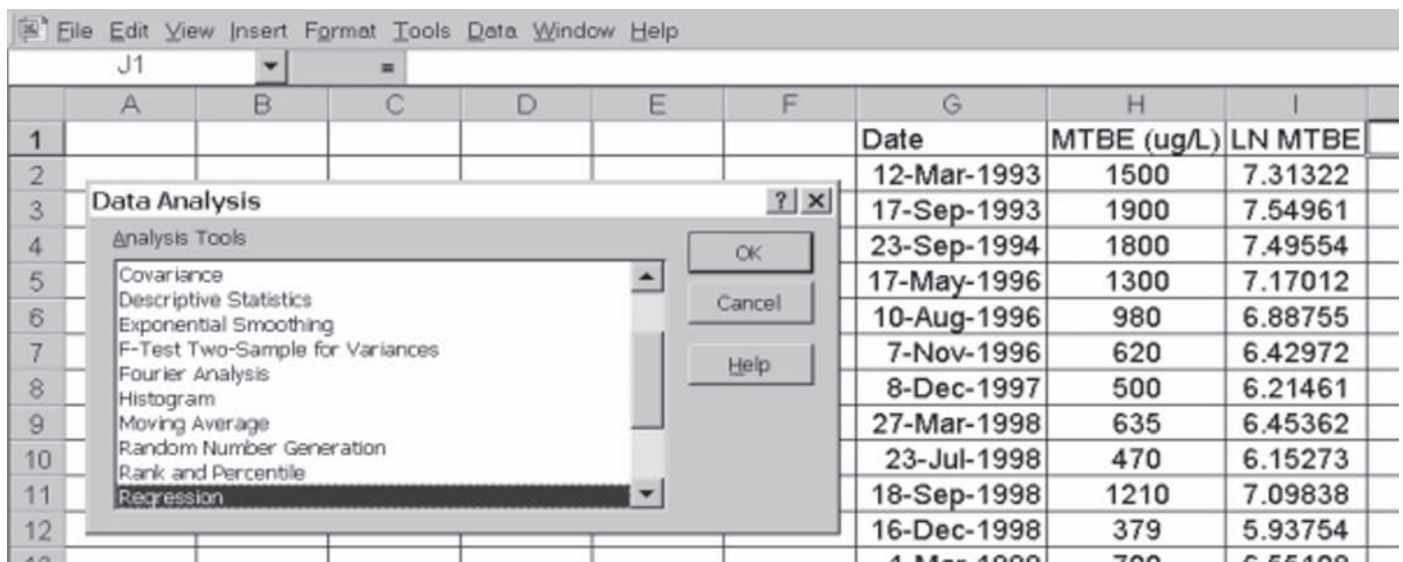 File Edit View Insert Format Tools Data Window Help
J1 =
A B C D E F G H I
1 Date MTBE (ug/L) LN MTBE
2 12-Mar-1993 1500 7.31322
3 17-Sep-1993 1900 7.54961
4 23-Sep-1994 1800 7.49554
5 17-May-1996 1300 7.17012
6 10-Aug-1996 980 6.88755
7 7-Nov-1996 620 6.42972
8 8-Dec-1997 500 6.21461
9 27-Mar-1998 635 6.45362
10 23-Jul-1998 470 6.15273
11 18-Sep-1998 1210 7.09838
12 16-Dec-1998 379 5.93754
Data Analysis ? ×
Analysis Tools
Covariance
Descriptive Statistics
Exponential Smoothing
F-Test Two-Sample for Variances
Fourier Analysis
Histogram
Moving Average
Random Number Generation
Rank and Percentile
Regression
OK
Cancel
Help